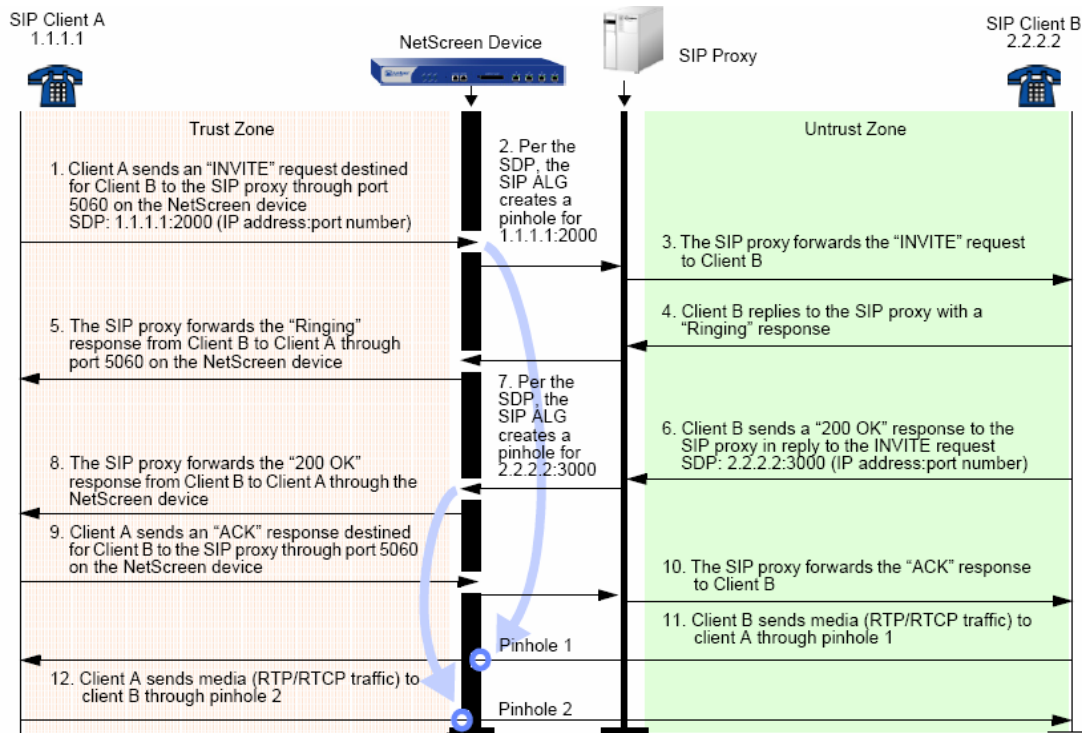 SIP Client A
1.1.1.1
NetScreen Device
SIP Proxy
SIP Client B
2.2.2.2
Trust Zone
Untrust Zone
1. Client A sends an “INVITE” request destined
for Client B to the SIP proxy through port
5060 on the NetScreen device
SDP: 1.1.1.1:2000 (IP address:port number)
2. Per the
SDP, the
SIP ALG
creates a
pinhole for
1.1.1.1:2000
3. The SIP proxy forwards the “INVITE” request
to Client B
4. Client B replies to the SIP proxy with a
“Ringing” response
5. The SIP proxy forwards the “Ringing”
response from Client B to Client A through
port 5060 on the NetScreen device
6. Client B sends a “200 OK” response to the
SIP proxy in reply to the INVITE request
SDP: 2.2.2.2:3000 (IP address:port number)
7. Per the
SDP, the
SIP ALG
creates a
pinhole for
2.2.2.2:3000
8. The SIP proxy forwards the “200 OK”
response from Client B to Client A through the
NetScreen device
9. Client A sends an “ACK” response destined
for Client B to the SIP proxy through port 5060
on the NetScreen device
10. The SIP proxy forwards the “ACK” response
to Client B
11. Client B sends media (RTP/RTCP traffic) to
client A through pinhole 1
Pinhole 1
12. Client A sends media (RTP/RTCP traffic) to
client B through pinhole 2
Pinhole 2